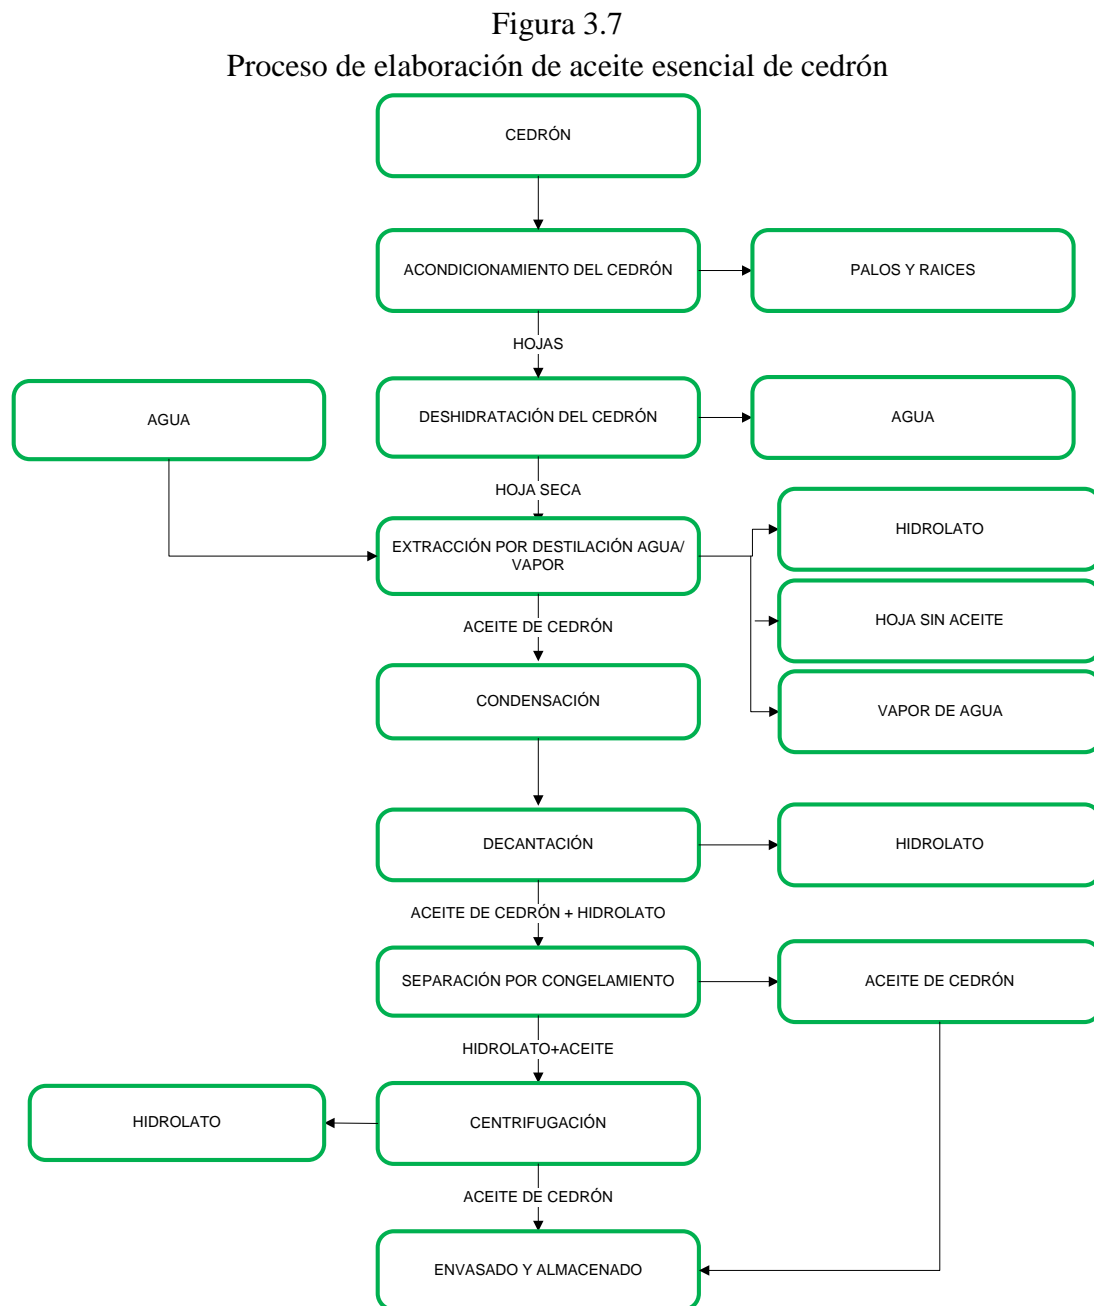 Figura 3.7
Proceso de elaboración de aceite esencial de cedrón
CEDRÓN
ACONDICIONAMIENTO DEL CEDRÓN
PALOS Y RAICES
HOJAS
AGUA
DESHIDRATACIÓN DEL CEDRÓN
AGUA
HOJA SECA
EXTRACCIÓN POR DESTILACIÓN AGUA/
VAPOR
HIDROLATO
HOJA SIN ACEITE
VAPOR DE AGUA
ACEITE DE CEDRÓN
CONDENSACIÓN
DECANTACIÓN
HIDROLATO
ACEITE DE CEDRÓN + HIDROLATO
SEPARACIÓN POR CONGELAMIENTO
ACEITE DE CEDRÓN
HIDROLATO+ACEITE
HIDROLATO
CENTRIFUGACIÓN
ACEITE DE CEDRÓN
ENVASADO Y ALMACENADO